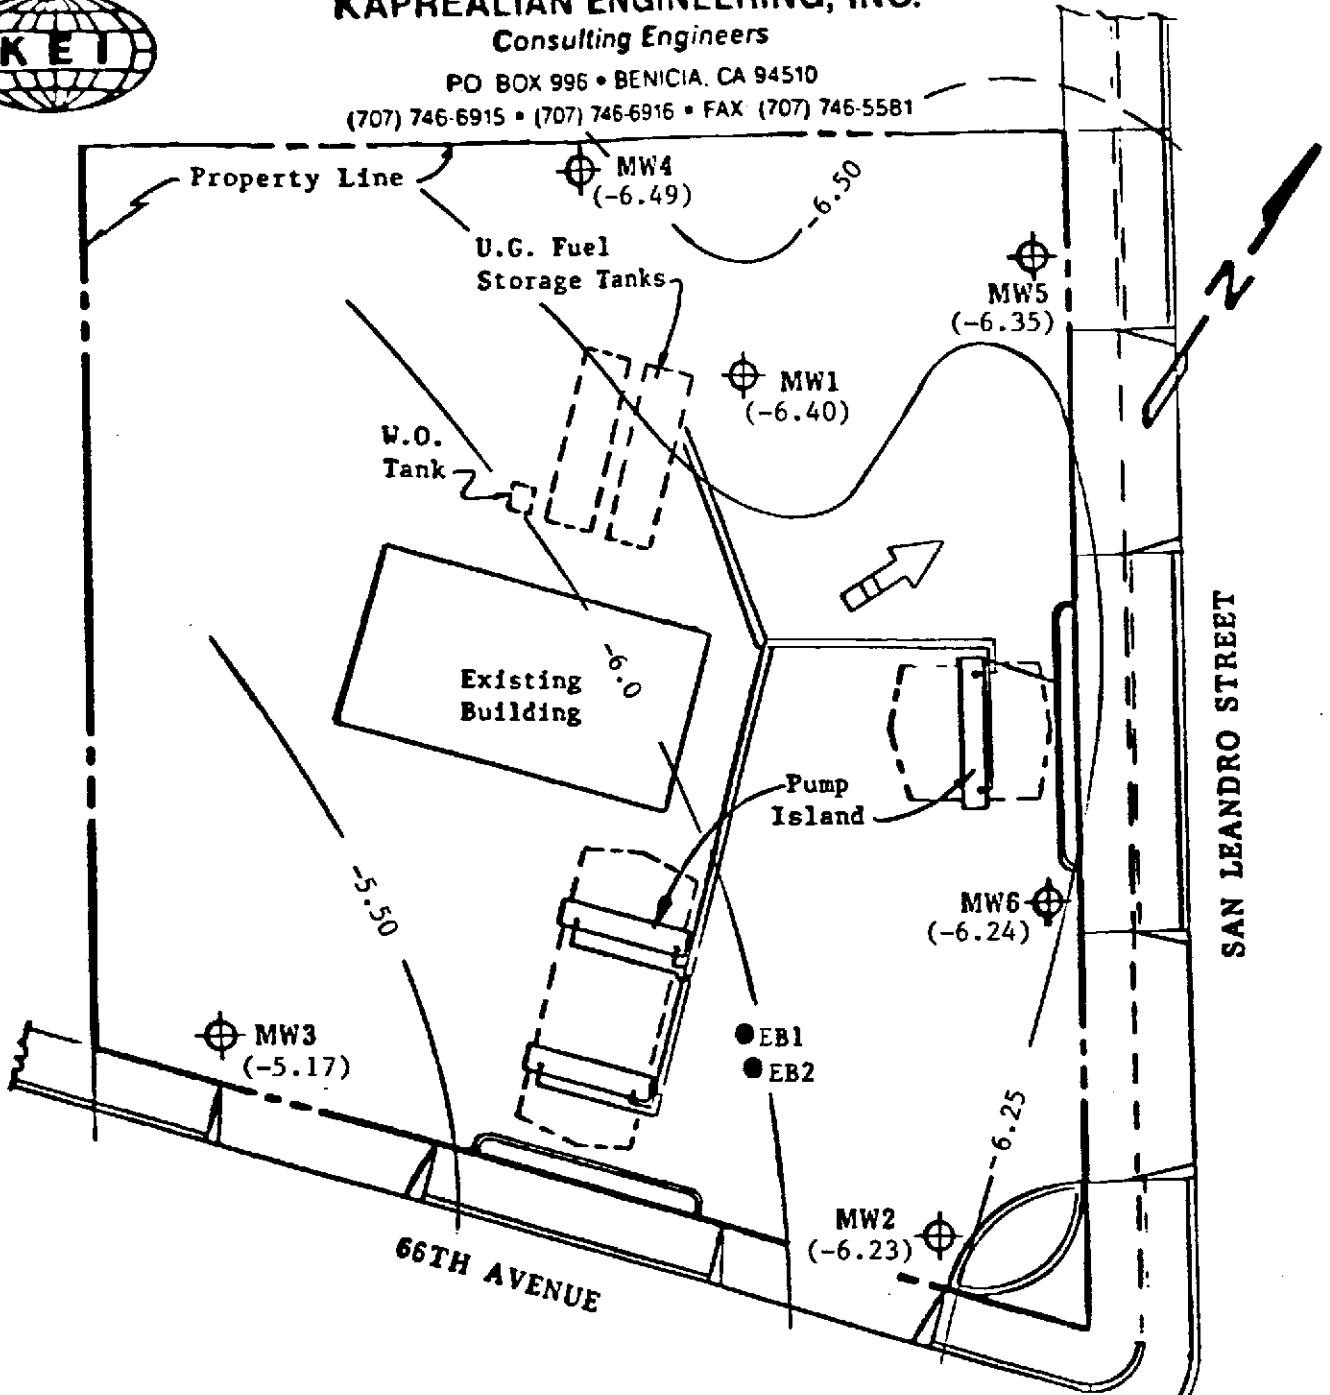 KEI
KAPREALIAN ENGINEERING, INC.
Consulting Engineers
PO BOX 996 • BENICIA, CA 94510
(707) 746-6915 • (707) 746-6916 • FAX (707) 746-5581
Property Line
MW4
(-6.49)
-6.50
U.G. Fuel
Storage Tanks
MW5
(-6.35)
N
MW1
(-6.40)
W.O.
Tank
Existing
Building
-6.0
SAN LEANDRO STREET
Pump
Island
-5.50
MW6
(-6.24)
MW3
(-5.17)
EB1
EB2
-6.25
MW2
(-6.23)
66TH AVENUE